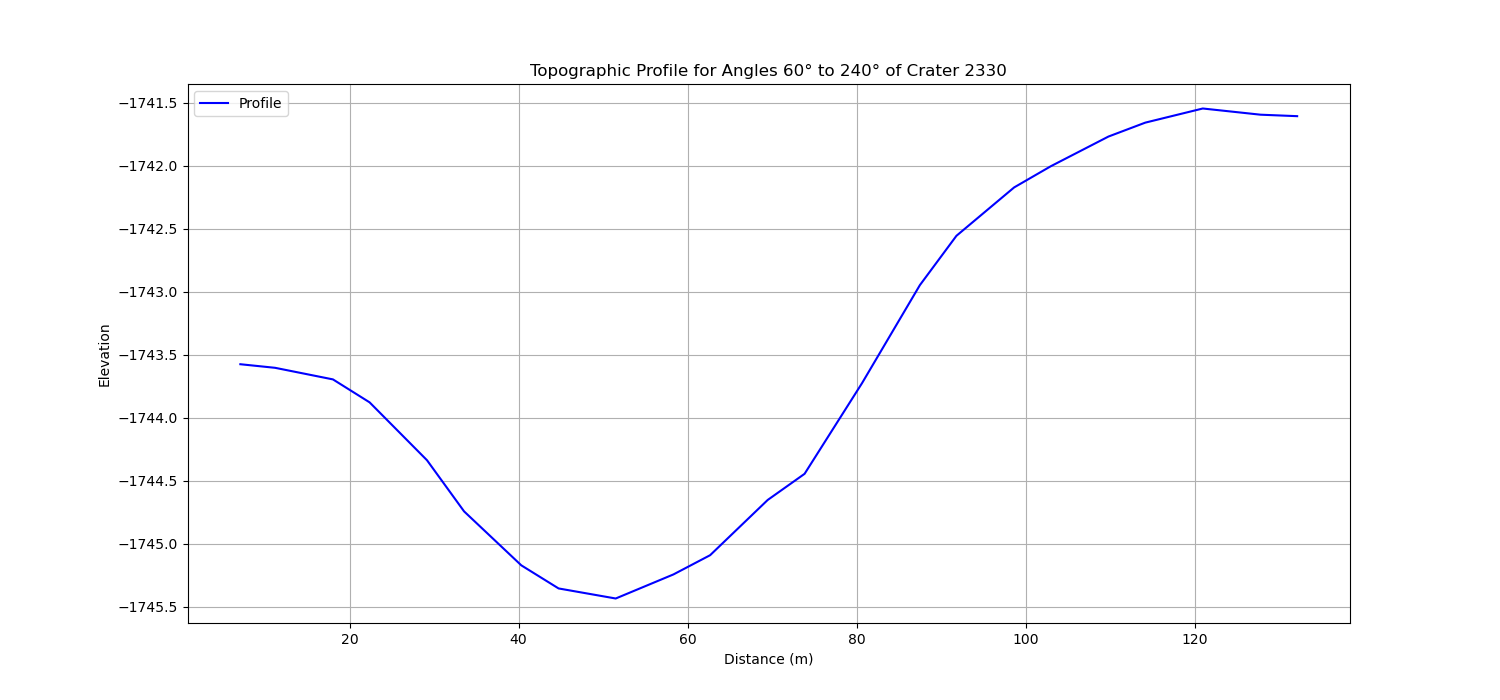 Topographic Profile for Angles 60° to 240° of Crater 2330
Profile
Elevation
−1741.5
−1742.0
−1742.5
−1743.0
−1743.5
−1744.0
−1744.5
−1745.0
−1745.5
20 40 60 80 100 120
Distance (m)